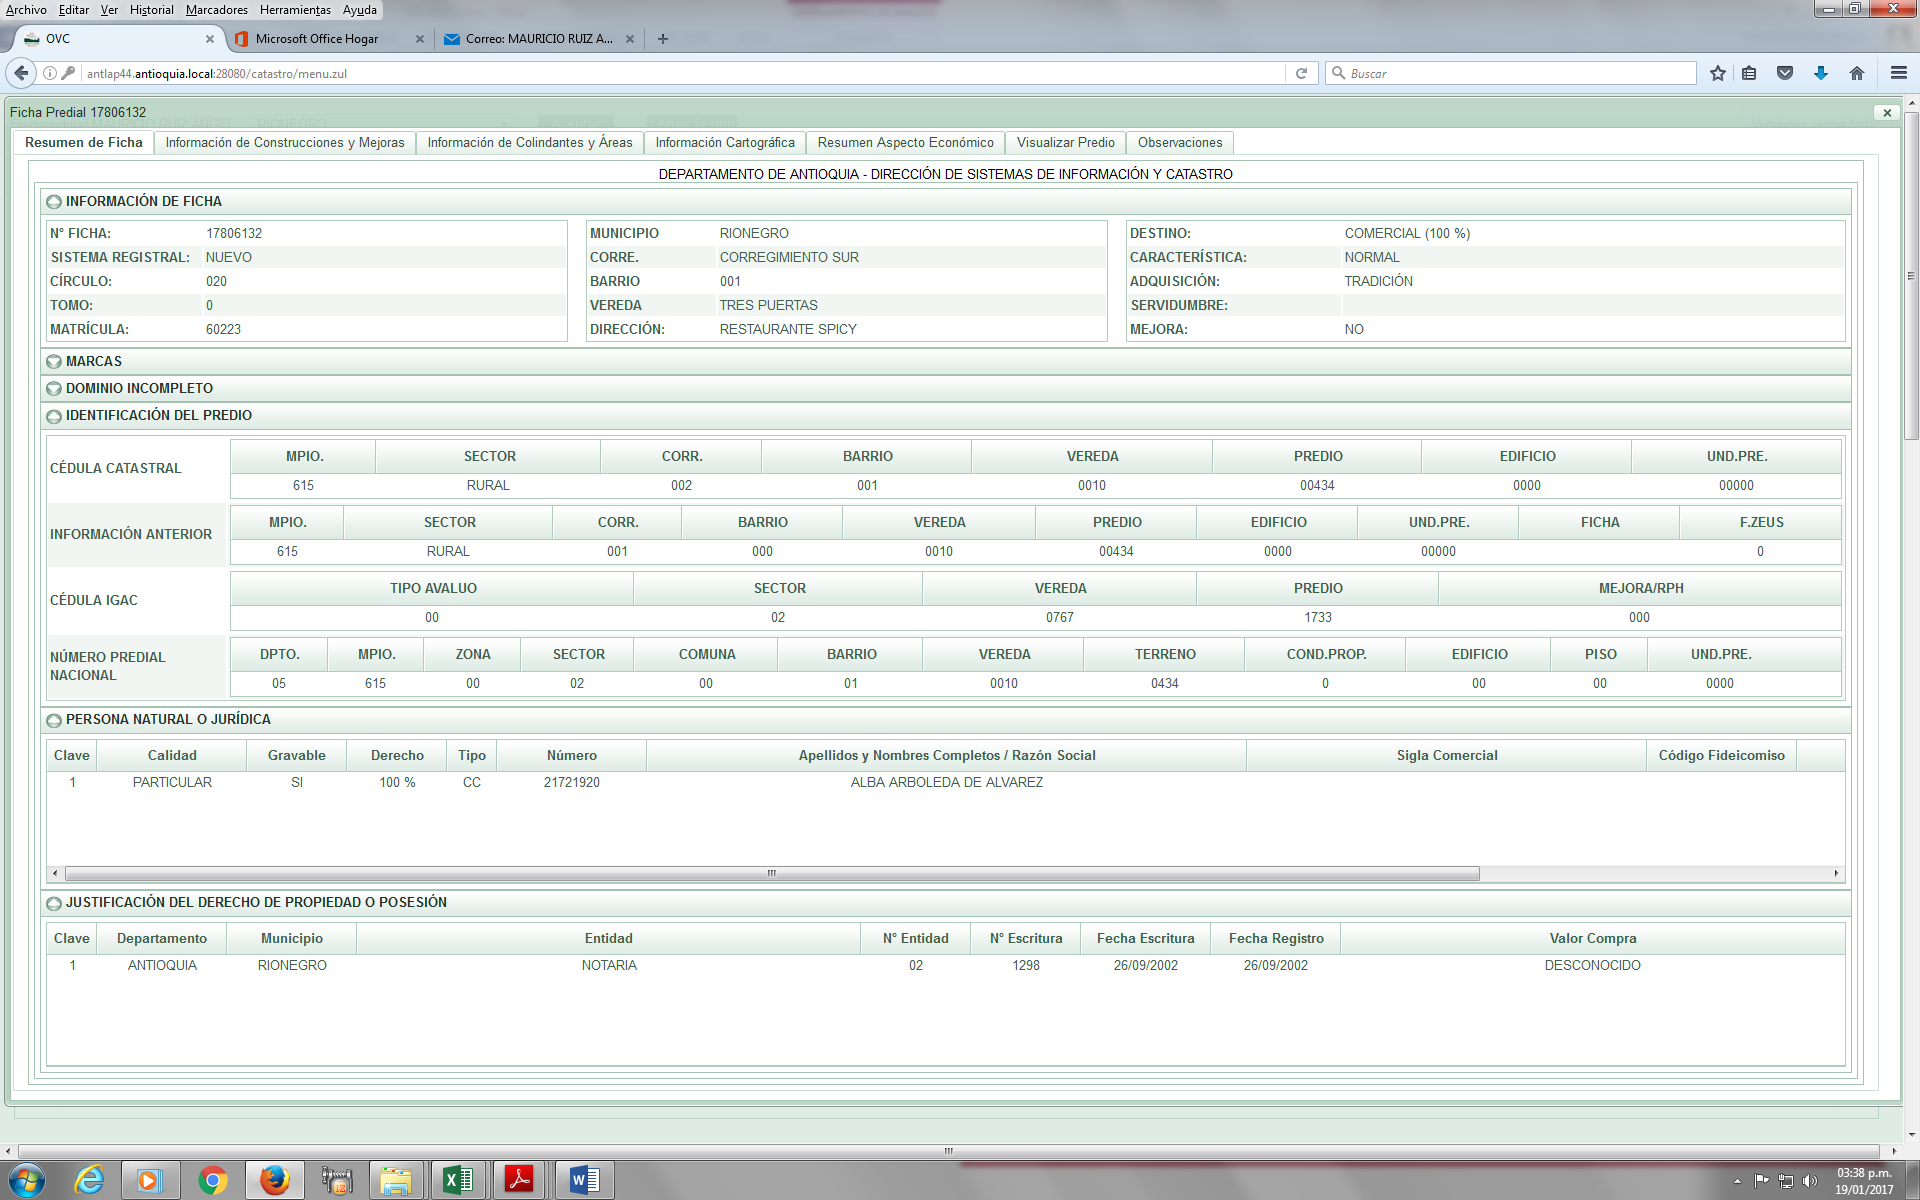 Archivo Editar Ver Historial Marcadores Herramientas Ayuda
OVC
Microsoft Office Hogar
Correo: MAURICIO RUIZ A...
antlap44.antioquia.local:28080/catastro/menu.zul
Buscar
Ficha Predial 17806132
Resumen de Ficha
Información de Construcciones y Mejoras
Información de Colindantes y Áreas
Información Cartográfica
Resumen Aspecto Económico
Visualizar Predio
Observaciones
DEPARTAMENTO DE ANTIOQUIA - DIRECCIÓN DE SISTEMAS DE INFORMACIÓN Y CATASTRO
INFORMACIÓN DE FICHA
N° FICHA: 17806132
SISTEMA REGISTRAL: NUEVO
CÍRCULO: 020
TOMO: 0
MATRÍCULA: 60223
MUNICIPIO RIONEGRO
CORRE. CORREGIMIENTO SUR
BARRIO 001
VEREDA TRES PUERTAS
DIRECCIÓN: RESTAURANTE SPICY
DESTINO: COMERCIAL (100 %)
CARACTERÍSTICA: NORMAL
ADQUISICIÓN: TRADICIÓN
SERVIDUMBRE:
MEJORA: NO
MARCAS
DOMINIO INCOMPLETO
IDENTIFICACIÓN DEL PREDIO
CÉDULA CATASTRAL
MPIO. SECTOR CORR. BARRIO VEREDA PREDIO EDIFICIO UND.PRE.
615 RURAL 002 001 0010 00434 0000 00000
INFORMACIÓN ANTERIOR
MPIO. SECTOR CORR. BARRIO VEREDA PREDIO EDIFICIO UND.PRE. FICHA F.ZEUS
615 RURAL 001 000 0010 00434 0000 00000 0
CÉDULA IGAC
TIPO AVALUO SECTOR VEREDA PREDIO MEJORA/RPH
00 02 0767 1733 000
NÚMERO PREDIAL
NACIONAL
DPTO. MPIO. ZONA SECTOR COMUNA BARRIO VEREDA TERRENO COND.PROP. EDIFICIO PISO UND.PRE.
05 615 00 02 00 01 0010 0434 0 00 00 0000
PERSONA NATURAL O JURÍDICA
Clave Calidad Gravable Derecho Tipo Número Apellidos y Nombres Completos / Razón Social Sigla Comercial Código Fideicomiso
1 PARTICULAR SI 100 % CC 21721920 ALBA ARBOLEDA DE ALVAREZ
JUSTIFICACIÓN DEL DERECHO DE PROPIEDAD O POSESIÓN
Clave Departamento Municipio Entidad N° Entidad N° Escritura Fecha Escritura Fecha Registro Valor Compra
1 ANTIOQUIA RIONEGRO NOTARIA 02 1298 26/09/2002 26/09/2002 DESCONOCIDO
03:38 p.m.
19/01/2017